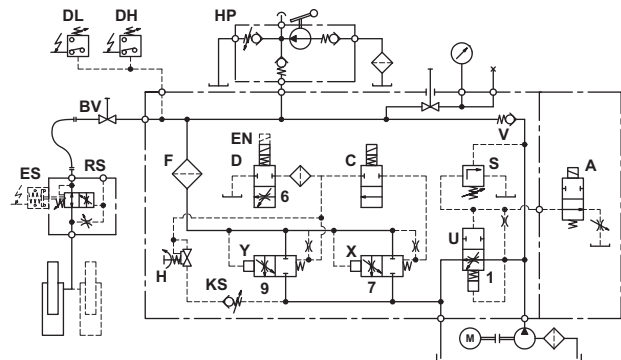 DL DH HP
BV
V
EN
F D C S A
ES RS
6
U
Y X
H 9 KS 7 1
M